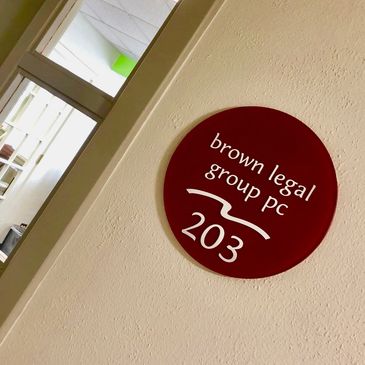 brown legal
group pc
203